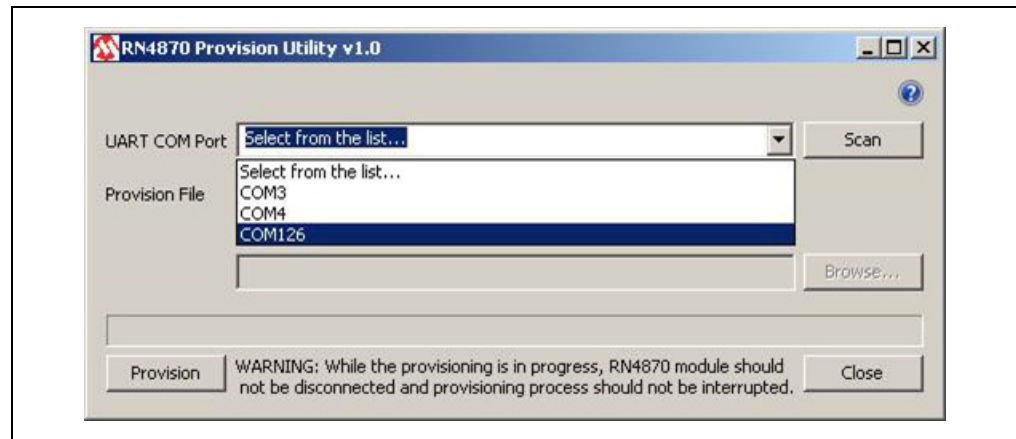 RN4870 Provision Utility v1.0
UART COM Port
Select from the list...
Scan
Select from the list...
Provision File
COM3
COM4
COM126
Browse...
Provision
WARNING: While the provisioning is in progress, RN4870 module should
not be disconnected and provisioning process should not be interrupted.
Close